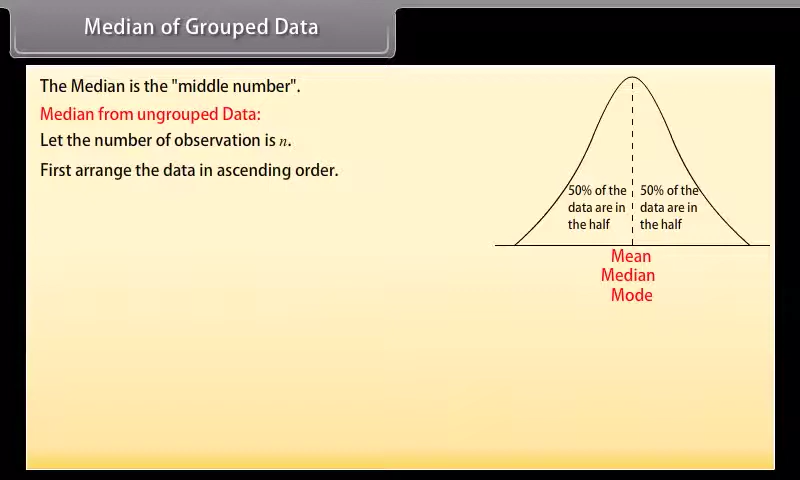 Median of Grouped Data
The Median is the "middle number".
Median from ungrouped Data:
Let the number of observation is n.
First arrange the data in ascending order.
50% of the
data are in
the half
50% of the
data are in
the half
Mean
Median
Mode